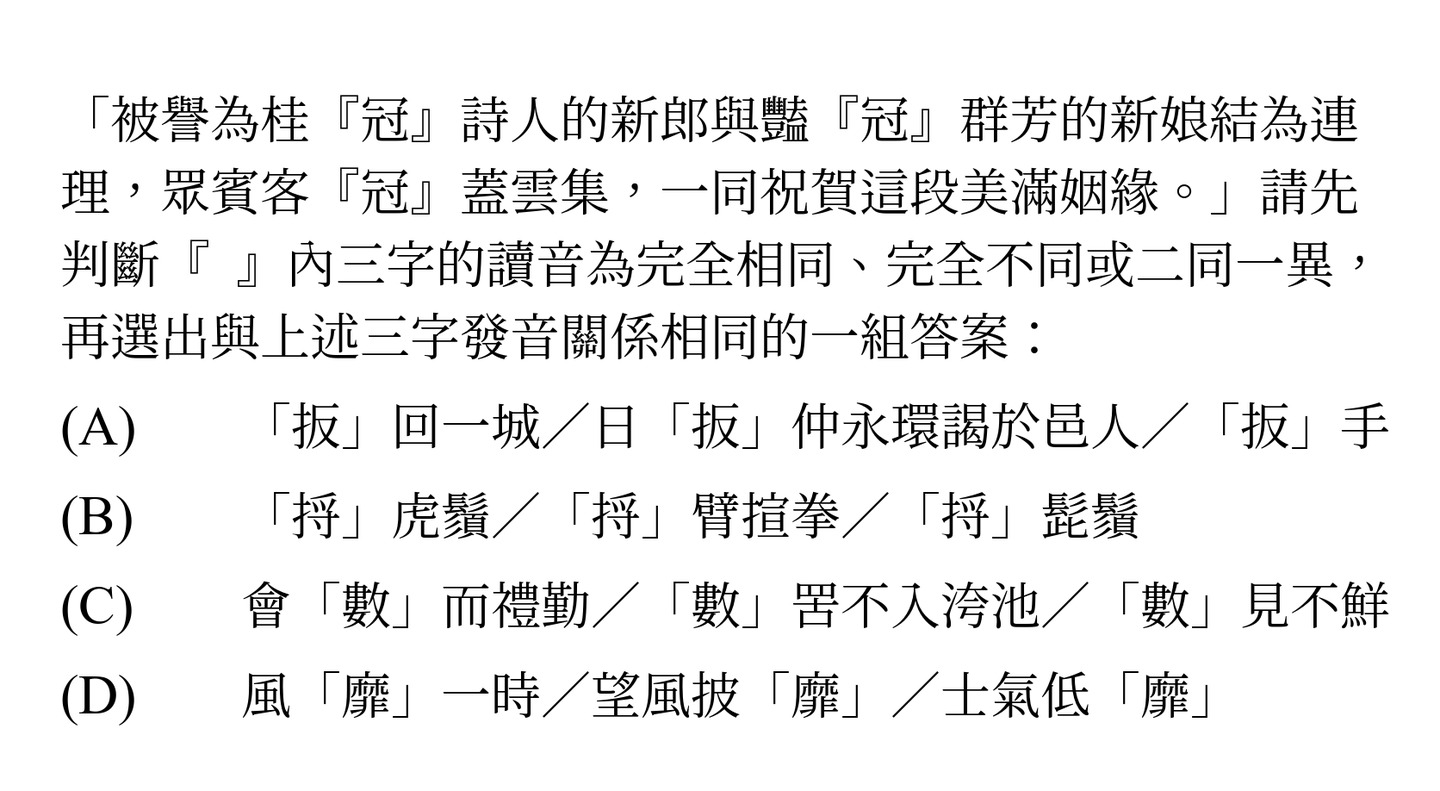 「被譽為桂『冠』詩人的新郎與豔『冠』群芳的新娘結為連
理，眾賓客『冠』蓋雲集，一同祝賀這段美滿姻緣。」請先
判斷『 』內三字的讀音為完全相同、完全不同或二同一異，
再選出與上述三字發音關係相同的一組答案：
(A) 「扳」回一城／日「扳」仲永環謁於邑人／「扳」手
(B) 「捋」虎鬚／「捋」臂揎拳／「捋」髭鬚
(C) 會「數」而禮勤／「數」罟不入洿池／「數」見不鮮
(D) 風「靡」一時／望風披「靡」／士氣低「靡」